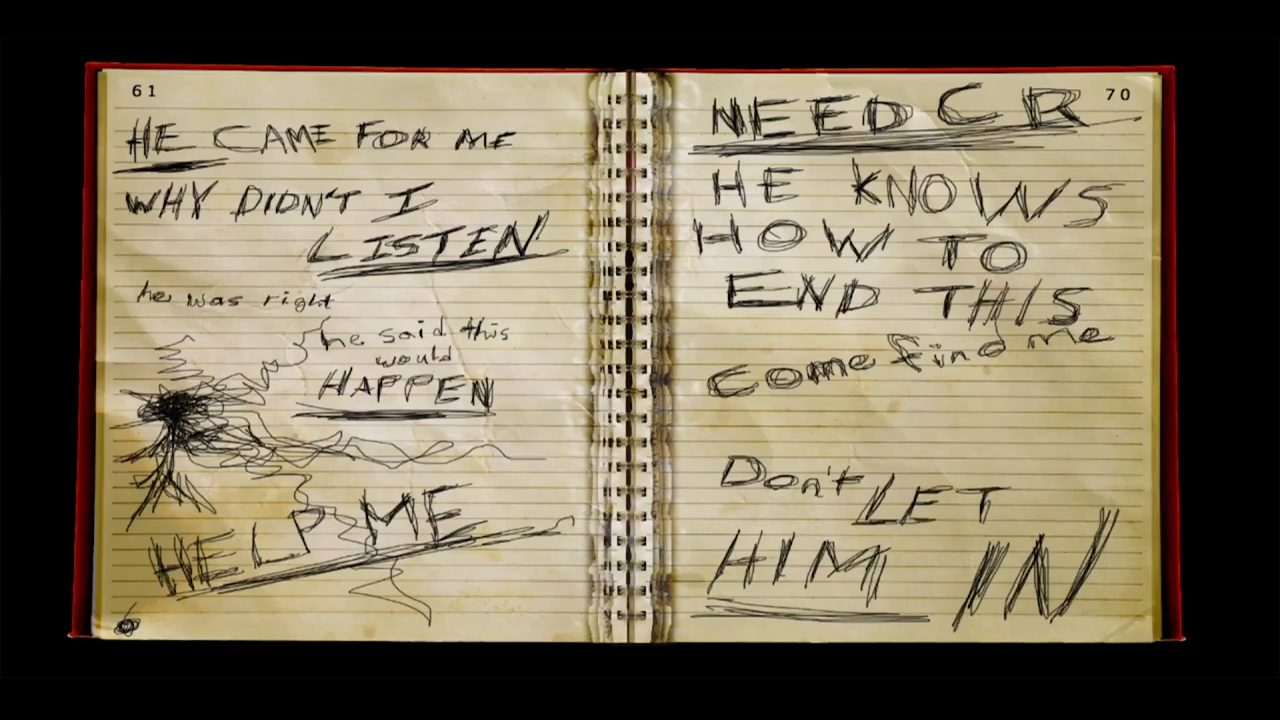 61
HE CAME FOR ME
WHY DIDN'T I
LISTEN
he was right
he said this
would
HAPPEN
HELP ME
70
NEED CR
HE KNOWS
HOW TO
END THIS
Come find me
Don't LET
HIM IN